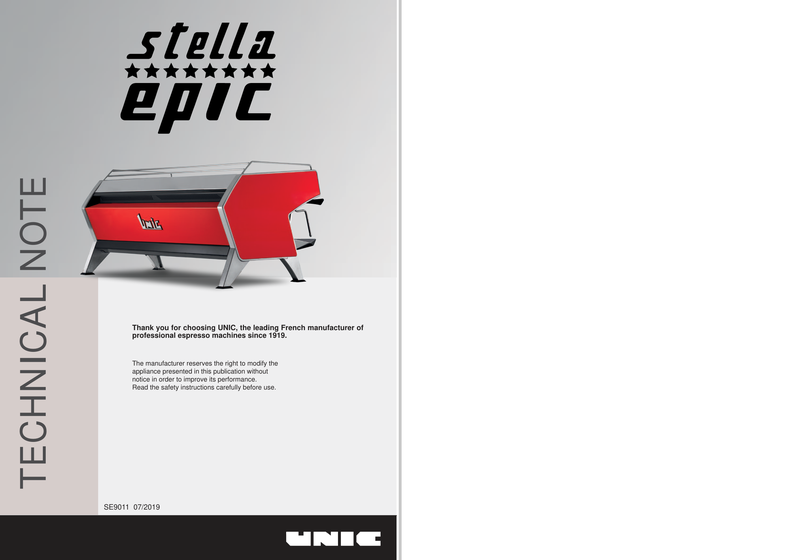 stella
epic
unic
TECHNICAL NOTE
Thank you for choosing UNIC, the leading French manufacturer of
professional espresso machines since 1919.
The manufacturer reserves the right to modify the
appliance presented in this publication without
notice in order to improve its performance.
Read the safety instructions carefully before use.
SE9011 07/2019
UNIC